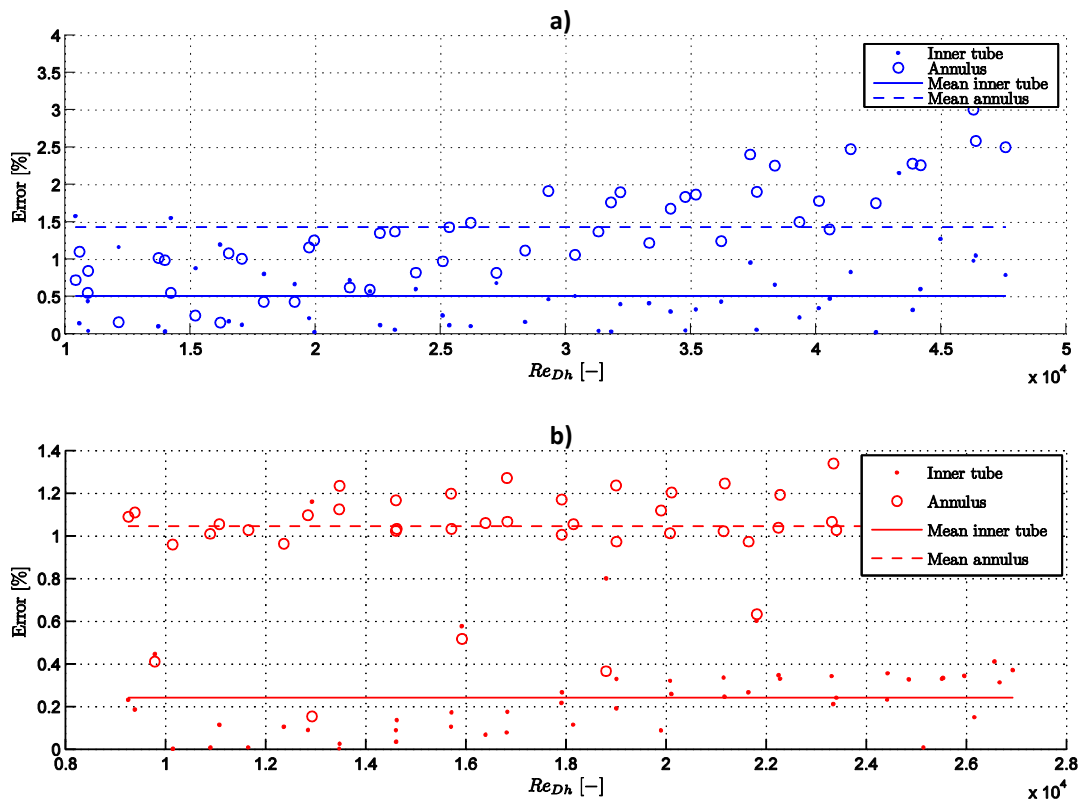 a)
4
3.5
3
2.5
2
1.5
1
0.5
0
Error [%]
Inner tube
Annulus
Mean inner tube
Mean annulus
1 1.5 2 2.5 3 3.5 4 4.5 5
Re_{Dh} [−]
x 10^4
b)
1.4
1.2
1
0.8
0.6
0.4
0.2
0
Error [%]
Inner tube
Annulus
Mean inner tube
Mean annulus
0.8 1 1.2 1.4 1.6 1.8 2 2.2 2.4 2.6 2.8
Re_{Dh} [−]
x 10^4